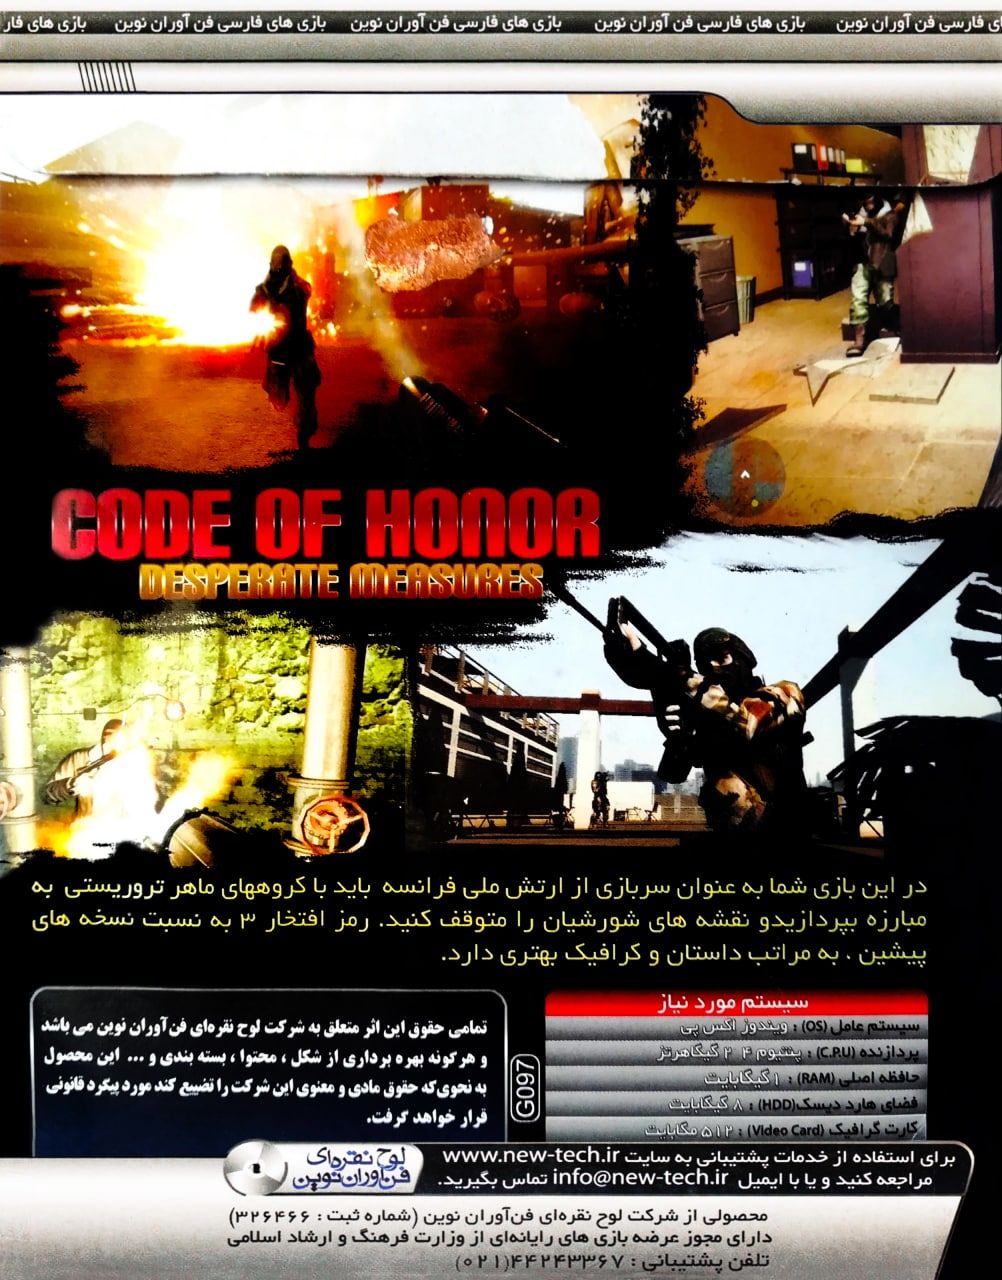 ی فارسی فن آوران نوین بازی های فارسی فن آوران نوین بازی های فارسی فن آوران نوین بازی های فارسی فن آوران نوین بازی های فار
CODE OF HONOR
DESPERATE MEASURES
در این بازی شما به عنوان سربازی از ارتش ملی فرانسه باید با کروههای ماهر تروریستی به
مبارزه بپردازیدو نقشه های شورشیان را متوقف کنید. رمز افتخار ۳ به نسبت نسخه های
پیشین ، به مراتب داستان و کرافیک بهتری دارد.
سیستم مورد نیاز
سیستم عامل (OS) : ویندوز اکس پی
پردازنده (C.P.U) : پنتیوم ۴ ۲ گیگاهرتز
حافظه اصلی (RAM) : ۱ گیگابایت
فضای هارد دیسک(HDD) : ۸ گیگابایت
کارت گرافیک (Video Card) : ۵۱۲ مگابایت
G097
تمامی حقوق این اثر متعلق به شرکت لوح نقره‌ای فن‌آوران نوین می باشد
و هرگونه بهره برداری از شکل ، محتوا ، بسته بندی و ... این محصول
به نحوی‌که حقوق مادی و معنوی این شرکت را تضییع کند مورد پیگرد قانونی
قرار خواهد گرفت.
برای استفاده از خدمات پشتیبانی به سایت www.new-tech.ir
مراجعه کنید و یا با ایمیل info@new-tech.ir تماس بگیرید.
لوح نقره‌ای
فن‌آوران نوین
محصولی از شرکت لوح نقره‌ای فن‌آوران نوین (شماره ثبت : ۳۲۶۴۶۶)
دارای مجوز عرضه بازی های رایانه‌ای از وزارت فرهنگ و ارشاد اسلامی
تلفن پشتیبانی : ۴۴۲۴۳۳۶۷(۰۲۱)